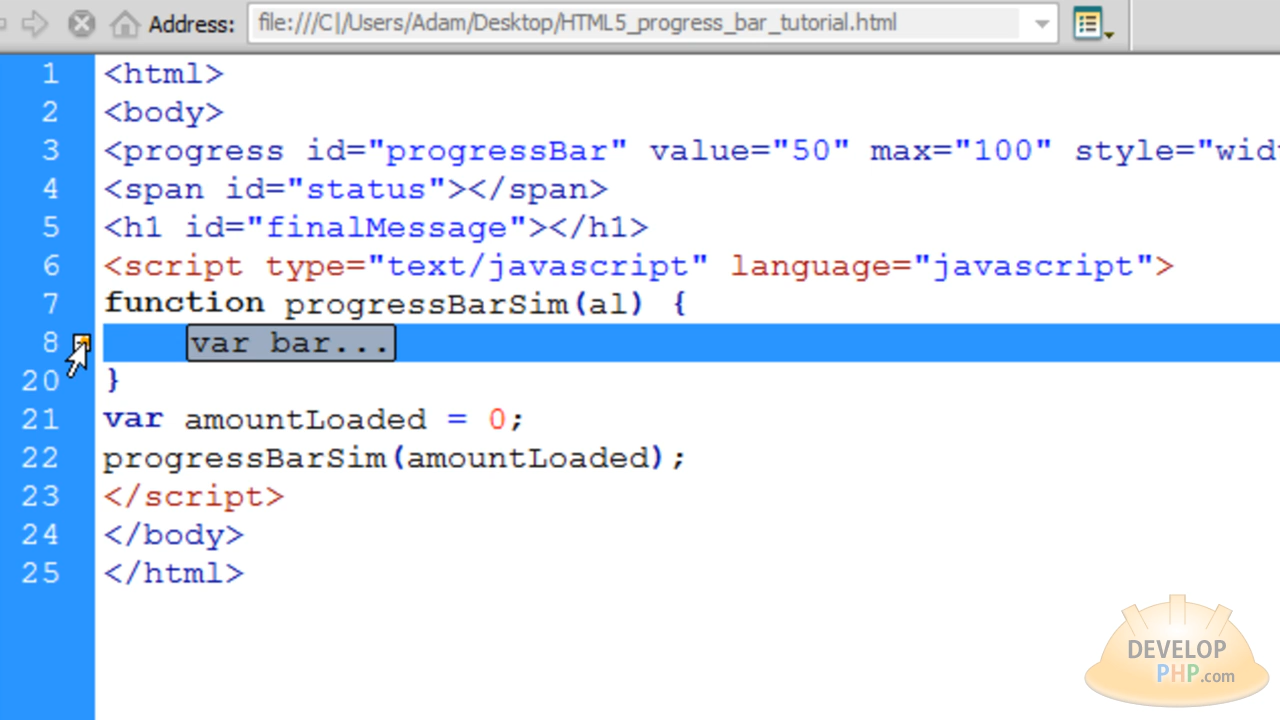 Address: file:///C|/Users/Adam/Desktop/HTML5_progress_bar_tutorial.html
1 <html>
2 <body>
3 <progress id="progressBar" value="50" max="100" style="wid
4 <span id="status"></span>
5 <h1 id="finalMessage"></h1>
6 <script type="text/javascript" language="javascript">
7 function progressBarSim(al) {
8 var bar...
20 }
21 var amountLoaded = 0;
22 progressBarSim(amountLoaded);
23 </script>
24 </body>
25 </html>
DEVELOP
PHP.com